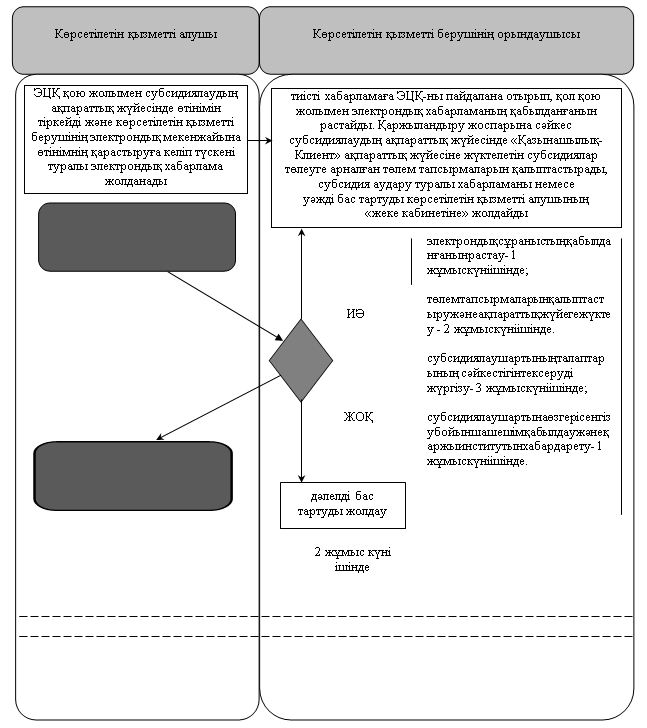 Көрсетілетін қызметті алушы
Көрсетілетін қызметті берушінің орындаушысы
ЭЦҚ қою жолымен субсидиялаудың
ақпараттық жүйесінде өтінімін
тіркейді және көрсетілетін қызметті
берушінің электрондық мекенжайына
өтінімнің қарастыруға келіп түскені
туралы электрондық хабарлама
жолданады
тиісті хабарламаға ЭЦҚ-ны пайдалана отырып, қол қою
жолымен электрондық хабарламаның қабылданғанын
растайды. Қаржыландыру жоспарына сәйкес
субсидиялаудың ақпараттық жүйесінде «Қазынашылық-
Клиент» ақпараттық жүйесіне жүктелетін субсидиялар
төлеуге арналған төлем тапсырмаларын қалыптастырады,
субсидия аудару туралы хабарламаны немесе
уәжді бас тартуды көрсетілетін қызметті алушының
«жеке кабинетіне» жолдайды
электрондықсұраныстыңқабылда
нғанынрастау- 1
жұмыскүніішінде;
ИӘ
төлемтапсырмаларынқалыптаст
ыружәнеақпараттықжүйегежүкте
у - 2 жұмыскүніішінде.
субсидиялаушартыныңталаптар
ының сәйкестігінтексеруді
жүргізу- 3 жұмыскүніішінде;
ЖОҚ
субсидиялаушартынаөзгерісенгіз
убойыншашешімқабылдаужәнеқ
аржыинститутынхабардарету- 1
жұмыскүніішінде.
дәлелді бас
тартуды жолдау
2 жұмыс күні
ішінде